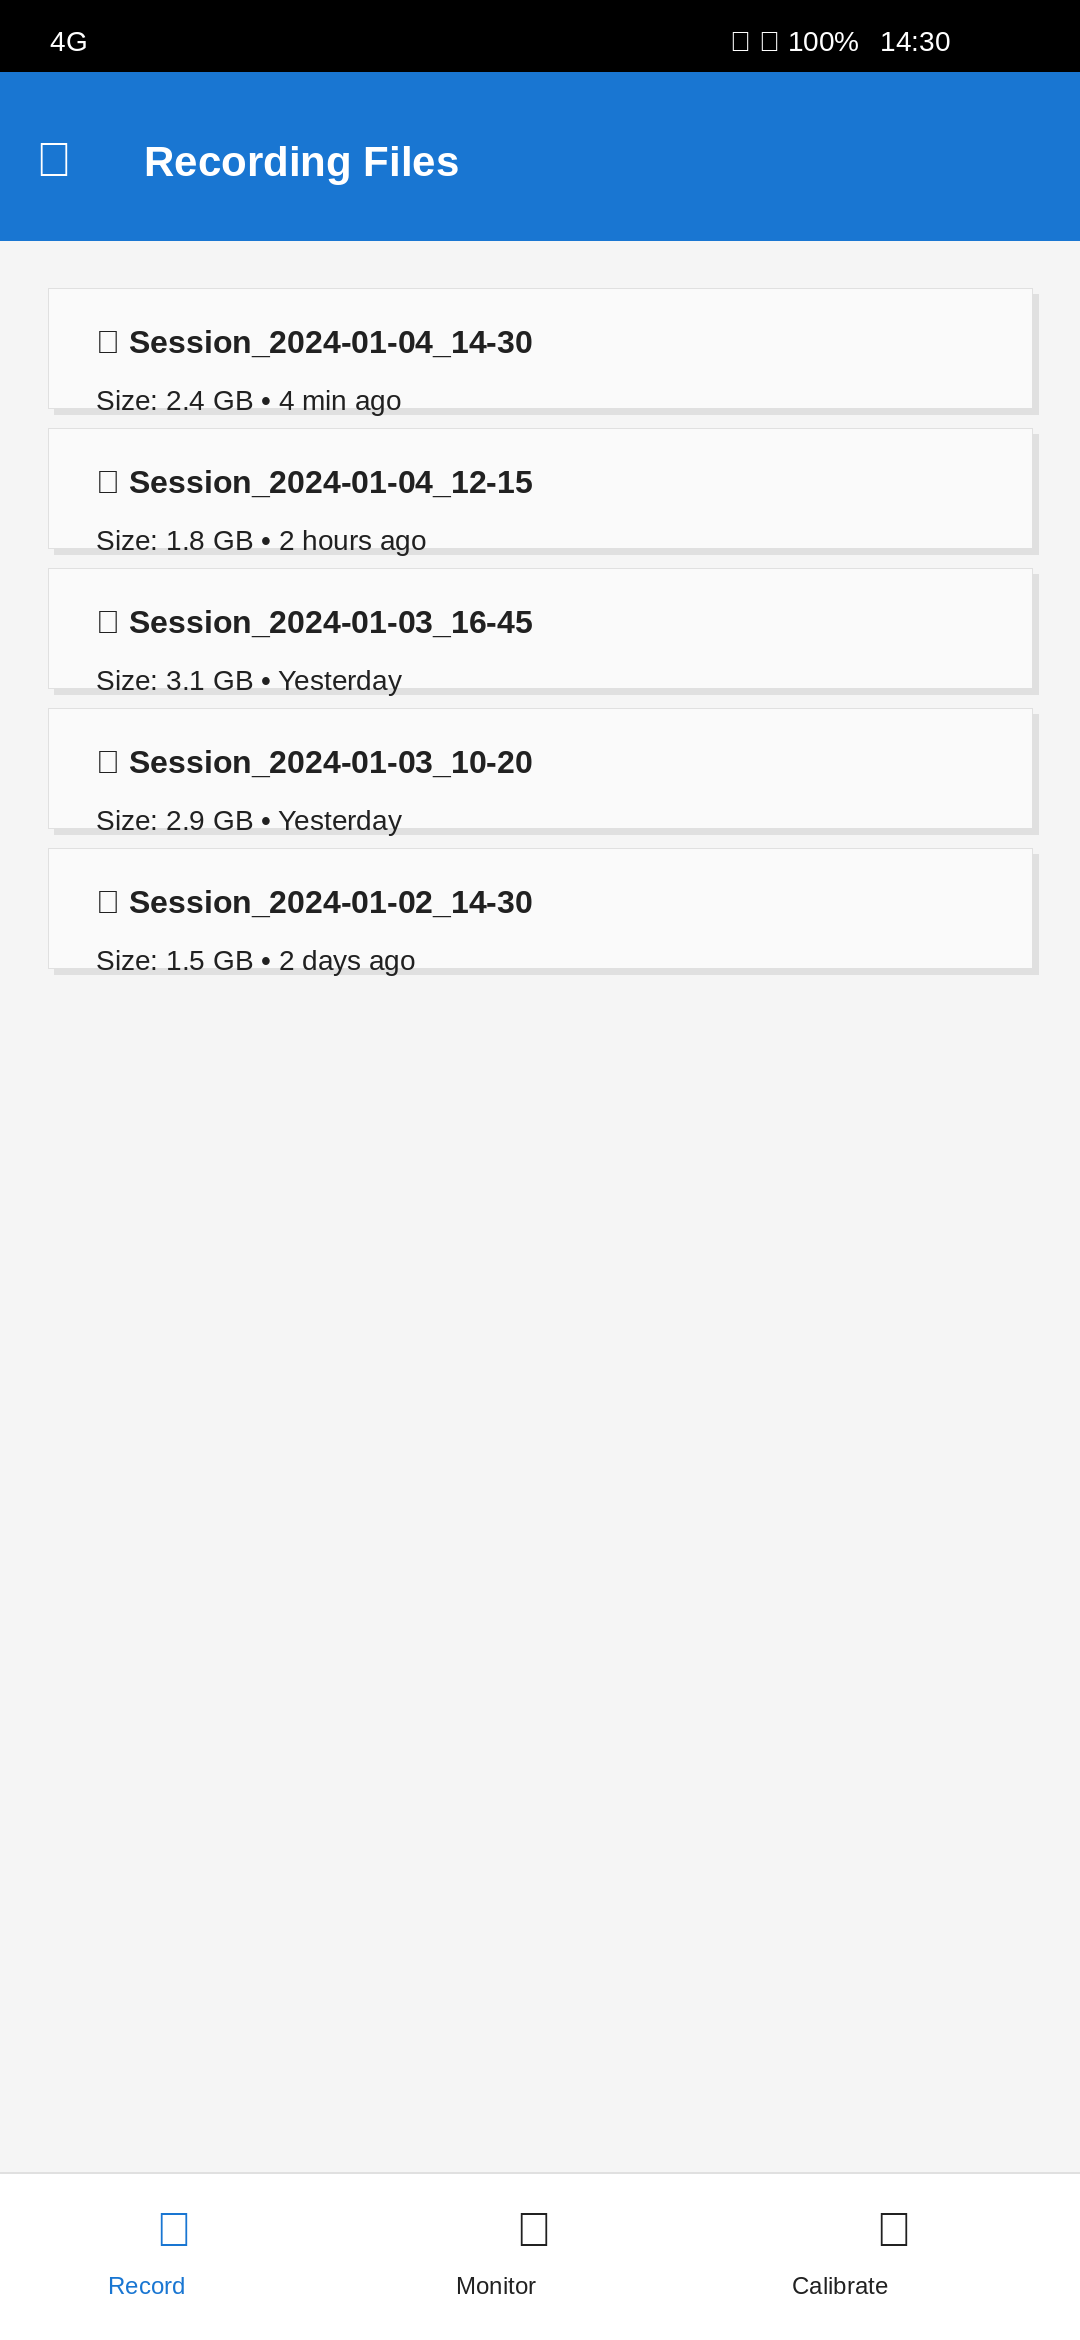 4G 100% 14:30
Recording Files
Session_2024-01-04_14-30
Size: 2.4 GB • 4 min ago
Session_2024-01-04_12-15
Size: 1.8 GB • 2 hours ago
Session_2024-01-03_16-45
Size: 3.1 GB • Yesterday
Session_2024-01-03_10-20
Size: 2.9 GB • Yesterday
Session_2024-01-02_14-30
Size: 1.5 GB • 2 days ago
Record Monitor Calibrate